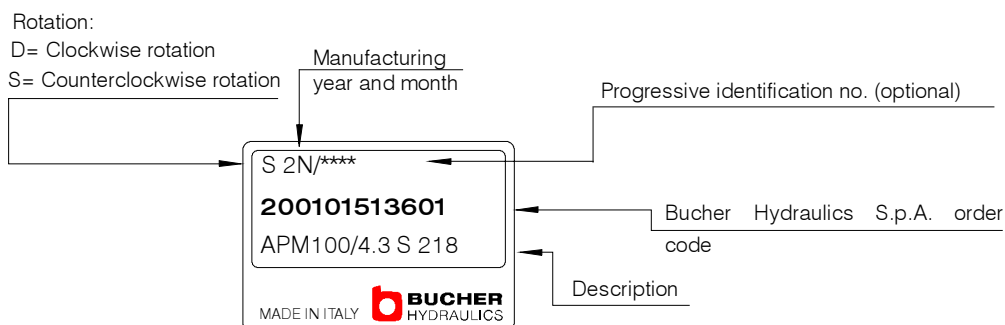 Rotation:
D= Clockwise rotation
S= Counterclockwise rotation
Manufacturing
year and month
Progressive identification no. (optional)
S 2N/****
200101513601
APM100/4.3 S 218
Bucher Hydraulics S.p.A. order
code
Description
MADE IN ITALY
BUCHER
HYDRAULICS